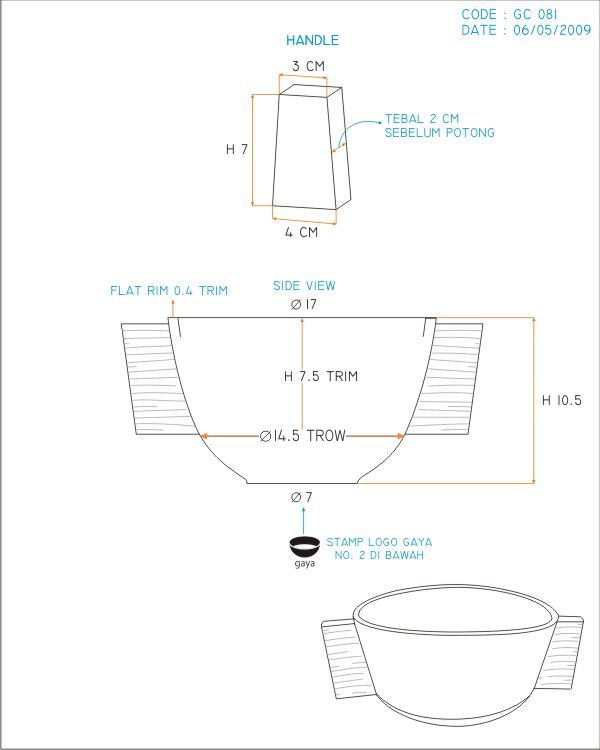 CODE : GC 081
DATE : 06/05/2009
HANDLE
3 CM
TEBAL 2 CM
SEBELUM POTONG
H 7
4 CM
FLAT RIM 0.4 TRIM
SIDE VIEW
Ø 17
H 7.5 TRIM
H 10.5
Ø14.5 TROW
Ø 7
STAMP LOGO GAYA
NO. 2 DI BAWAH
gaya